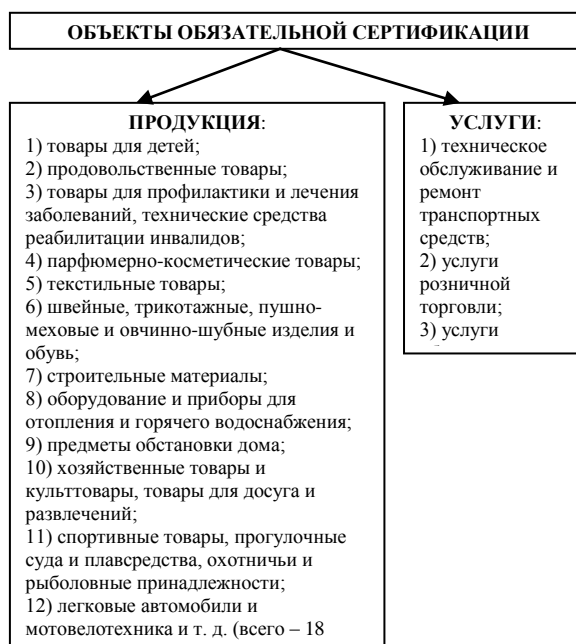 ОБЪЕКТЫ ОБЯЗАТЕЛЬНОЙ СЕРТИФИКАЦИИ
ПРОДУКЦИЯ:
1) товары для детей;
2) продовольственные товары;
3) товары для профилактики и лечения
заболеваний, технические средства
реабилитации инвалидов;
4) парфюмерно-косметические товары;
5) текстильные товары;
6) швейные, трикотажные, пушно-
меховые и овчинно-шубные изделия и
обувь;
7) строительные материалы;
8) оборудование и приборы для
отопления и горячего водоснабжения;
9) предметы обстановки дома;
10) хозяйственные товары и
культтовары, товары для досуга и
развлечений;
11) спортивные товары, прогулочные
суда и плавсредства, охотничьи и
рыболовные принадлежности;
12) легковые автомобили и
мотовелотехника и т. д. (всего – 18
УСЛУГИ:
1) техническое
обслуживание и
ремонт
транспортных
средств;
2) услуги
розничной
торговли;
3) услуги